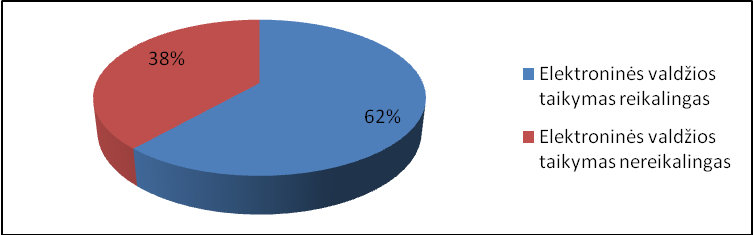 38%
62%
Elektroninės valdžios
taikymas reikalingas
Elektroninės valdžios
taikymas nereikalingas